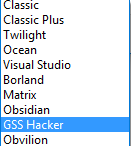 Classic
Classic Plus
Twilight
Ocean
Visual Studio
Borland
Matrix
Obsidian
GSS Hacker
Obvilion